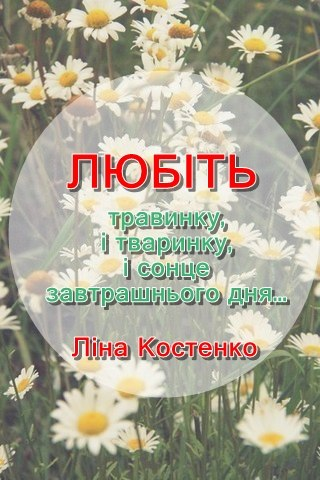 ЛЮБІТЬ
травинку,
і тваринку,
і сонце
завтрашнього дня...
Ліна Костенко